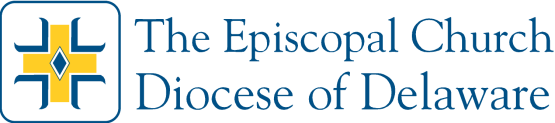 The Episcopal Church
Diocese of Delaware